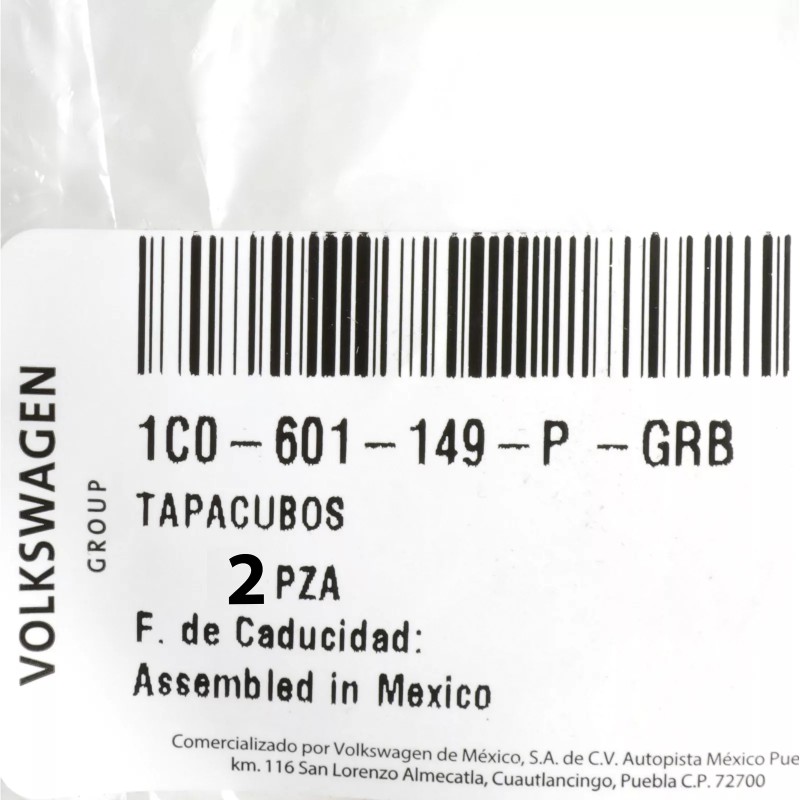 VOLKSWAGEN
GROUP
1C0-601-149-P -GRB
TAPACUBOS
2 PZA
F. de Caducidad:
Assembled in Mexico
Comercializado por Volkswagen de México, S.A. de C.V. Autopista México Pue
km. 116 San Lorenzo Almecatla, Cuautlancingo, Puebla C.P. 72700